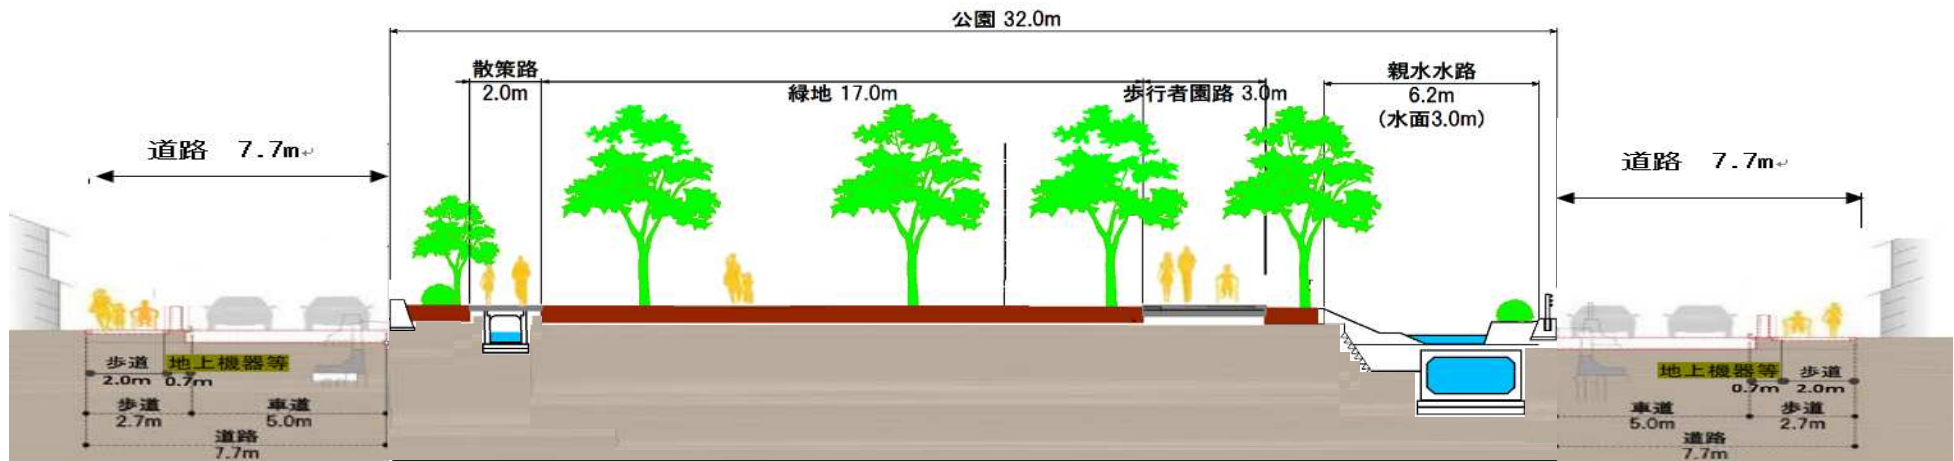 公園 32.0m
散策路
2.0m
緑地 17.0m
歩行者園路 3.0m
親水水路
6.2m
(水面3.0m)
道路 7.7m
道路 7.7m
歩道
地上機器等
2.0m 0.7m
歩道
2.7m
車道
5.0m
道路
7.7m
地上機器等
歩道
0.7m 2.0m
車道
5.0m
歩道
2.7m
道路
7.7m